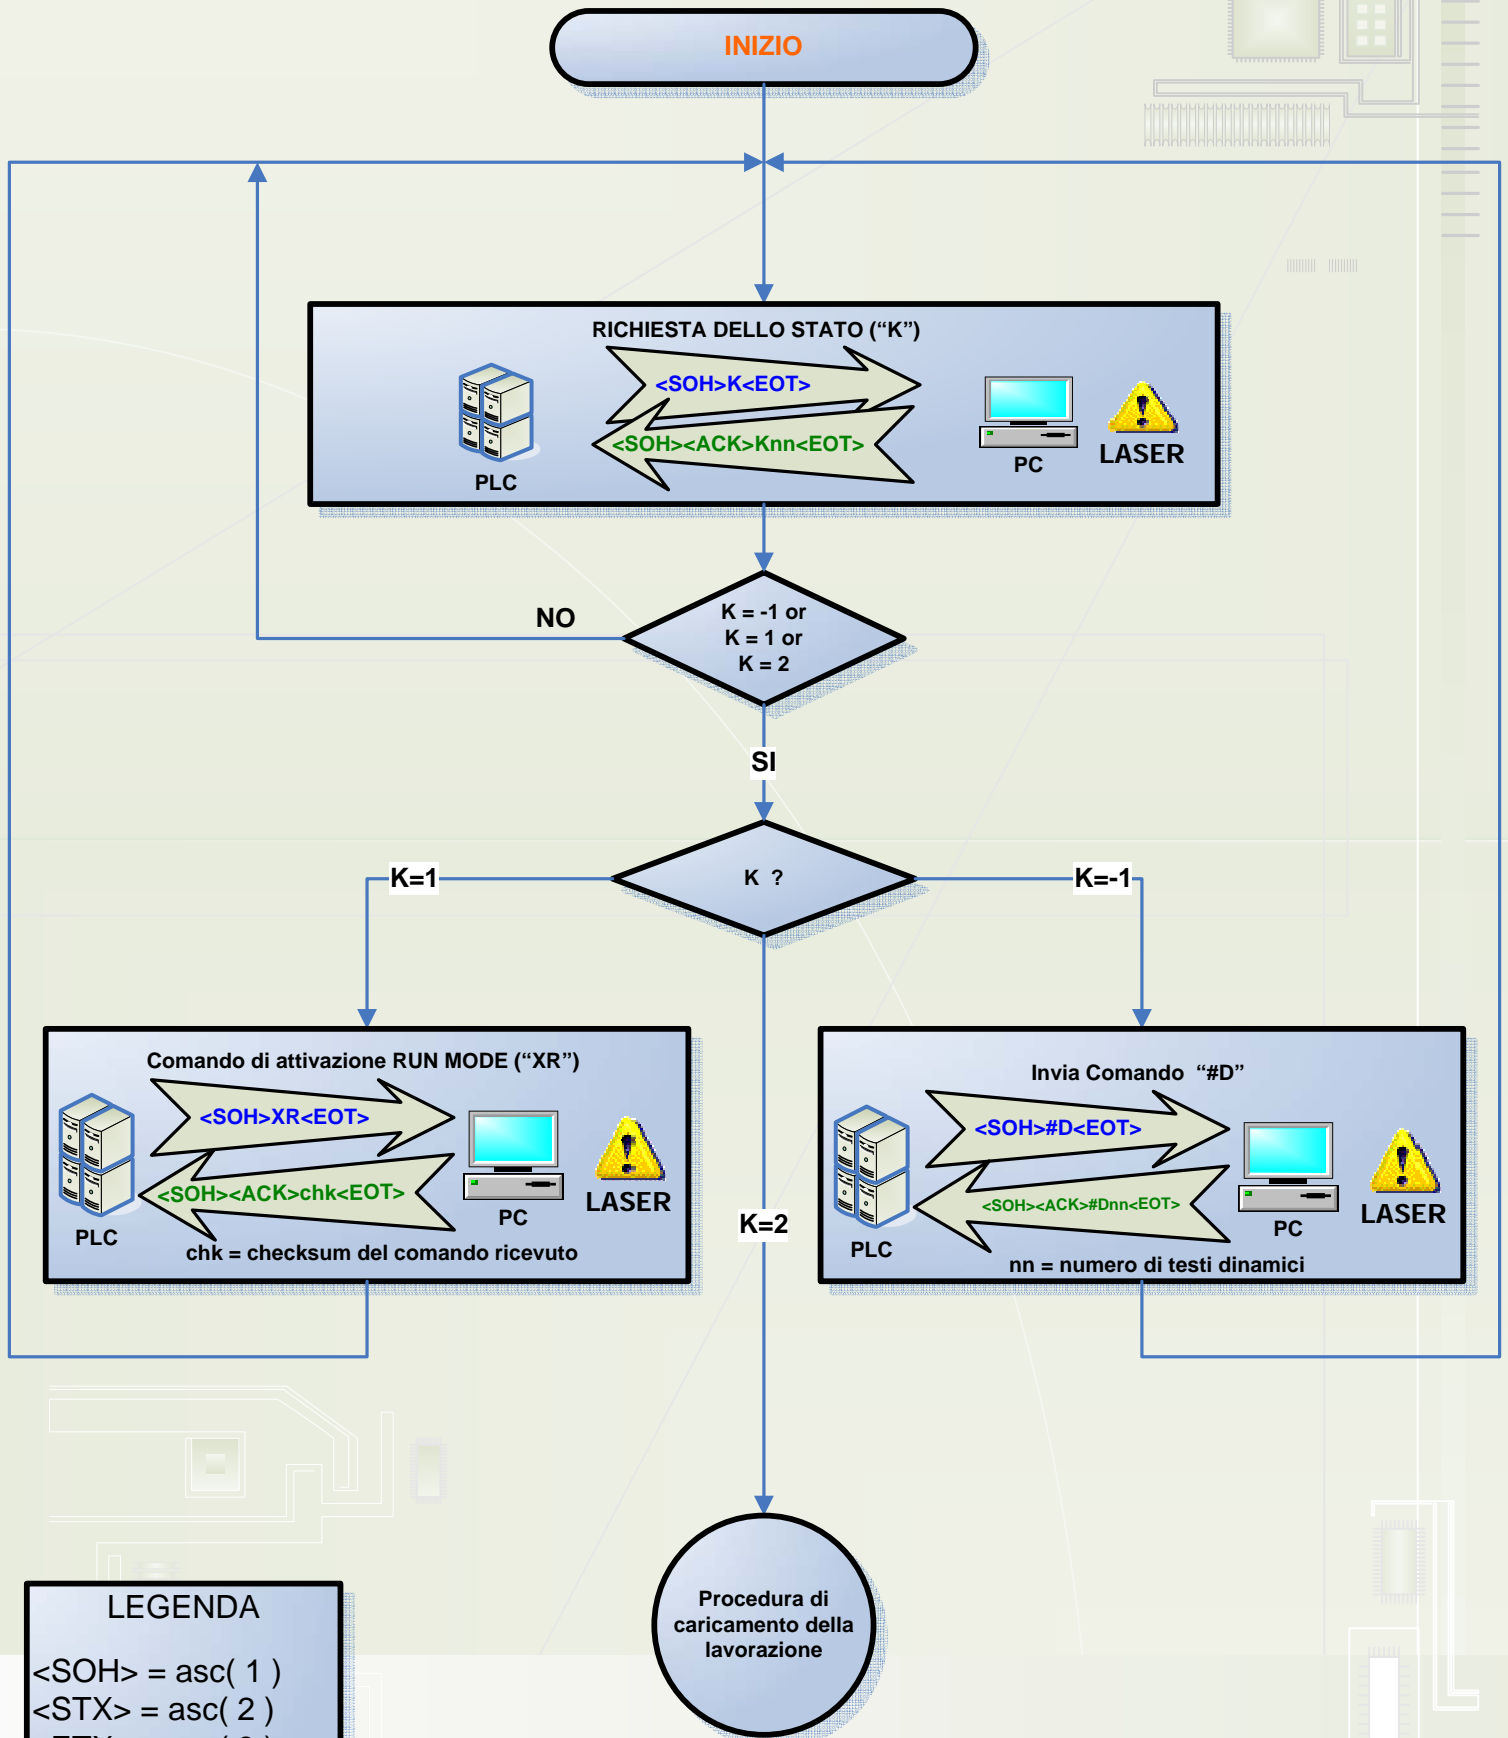 INIZIO
RICHIESTA DELLO STATO (“K”)
<SOH>K<EOT>
<SOH><ACK>Knn<EOT>
PLC
PC
LASER
K = -1 or
K = 1 or
K = 2
NO
SI
K ?
K=1
K=-1
Comando di attivazione RUN MODE (“XR”)
<SOH>XR<EOT>
<SOH><ACK>chk<EOT>
PLC
PC
LASER
chk = checksum del comando ricevuto
K=2
Invia Comando “#D”
<SOH>#D<EOT>
<SOH><ACK>#Dnn<EOT>
PLC
PC
LASER
nn = numero di testi dinamici
Procedura di
caricamento della
lavorazione
LEGENDA
<SOH> = asc( 1 )
<STX> = asc( 2 )